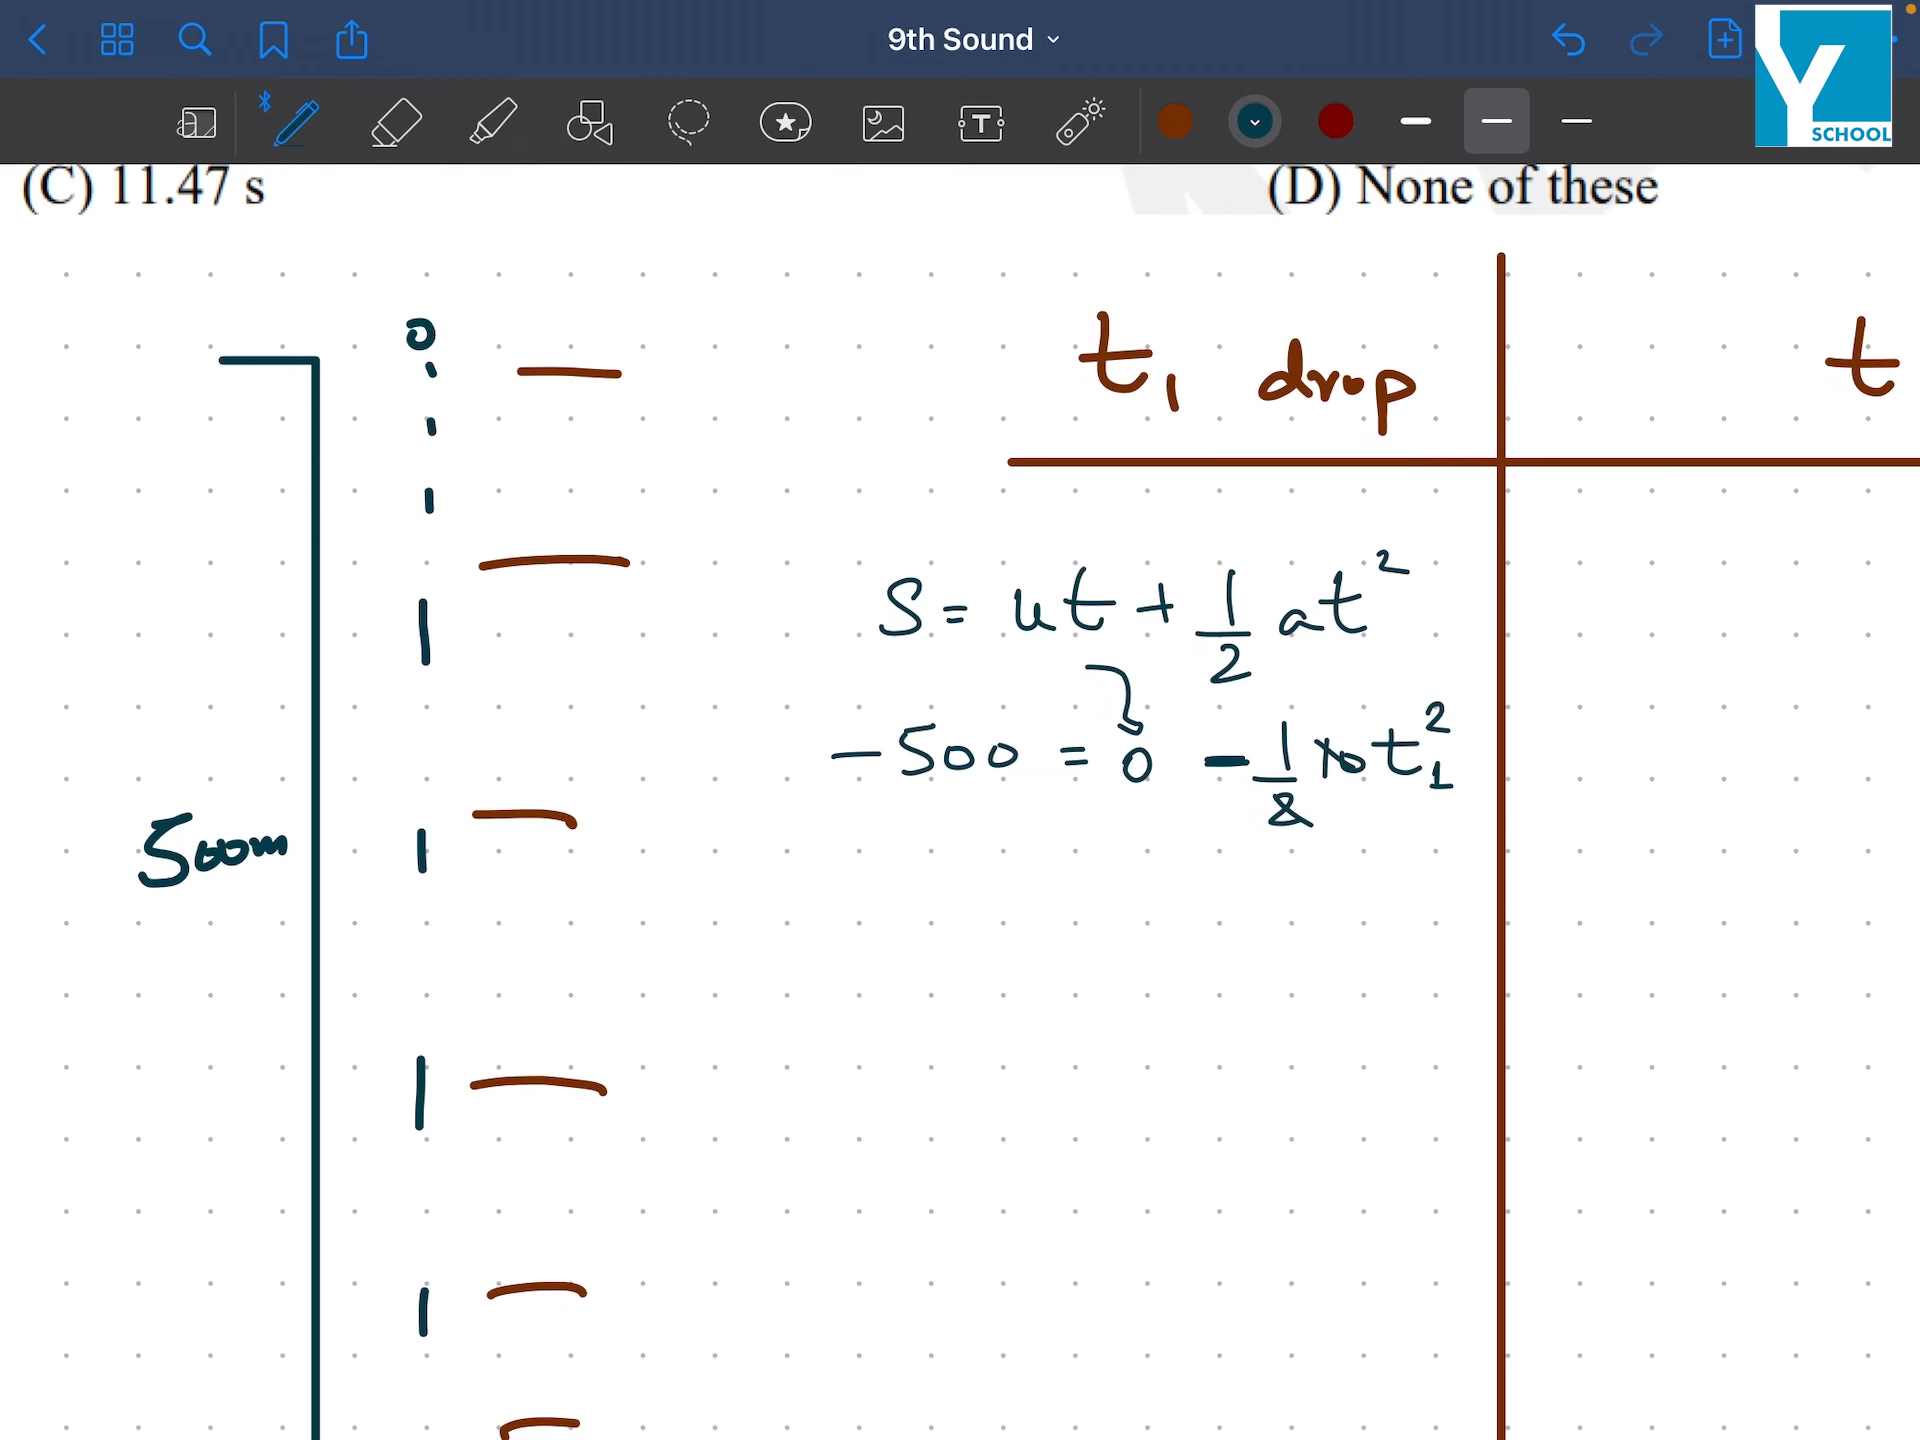 9th Sound
Y SCHOOL
T
(C) 11.47 s
(D) None of these
t₁ drop
t
S = ut + 1/2 at²
-500 = 0 - 1/2 10 t₁²
500m